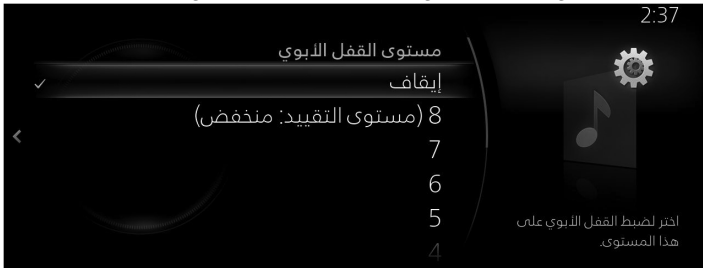 2:37
مستوى القفل الأبوي
إيقاف
8 (مستوى التقييد: منخفض)
7
6
5
4
اختر لضبط القفل الأبوي على
هذا المستوى.